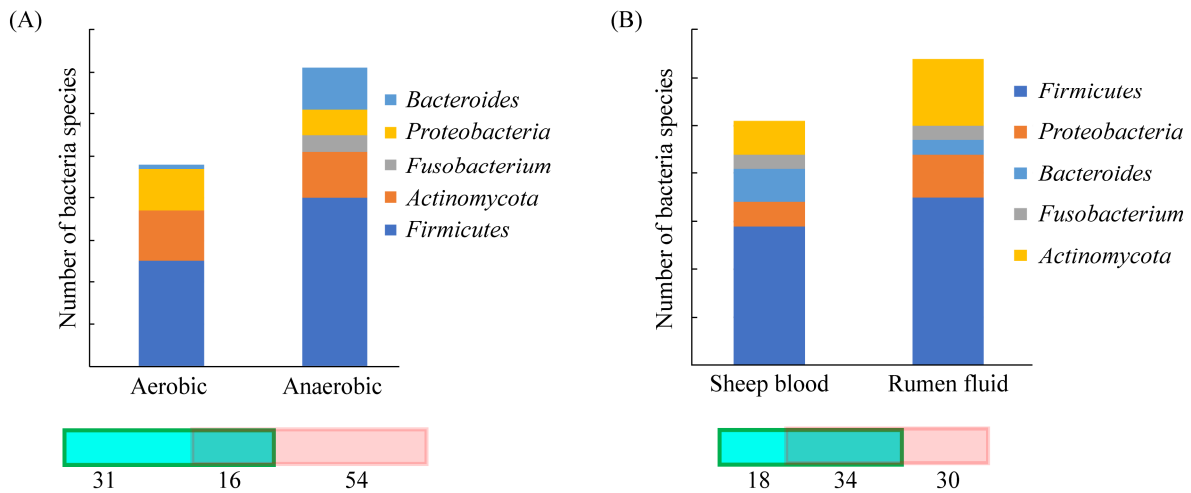 (A)
Number of bacteria species
Bacteroides
Proteobacteria
Fusobacterium
Actinomycota
Firmicutes
Aerobic
Anaerobic
31
16
54
(B)
Number of bacteria species
Firmicutes
Proteobacteria
Bacteroides
Fusobacterium
Actinomycota
Sheep blood
Rumen fluid
18
34
30